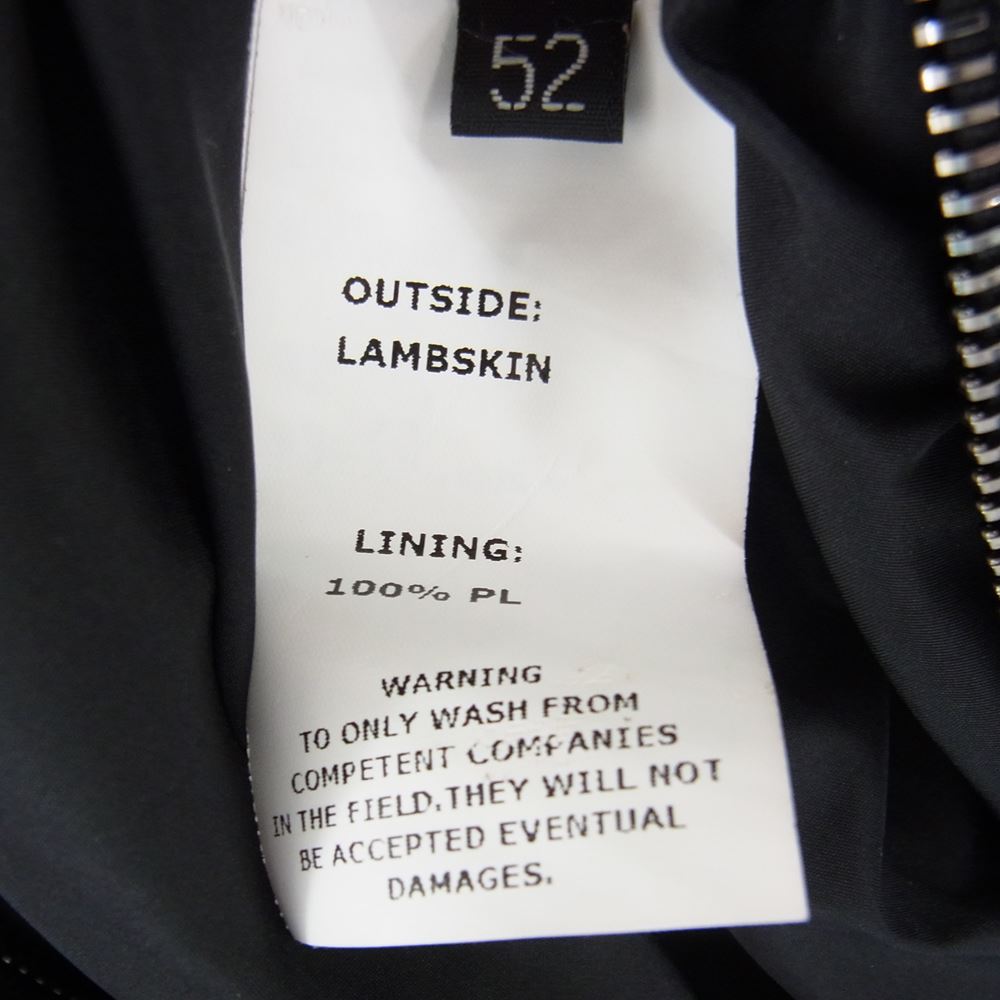 52
OUTSIDE:
LAMBSKIN
LINING:
100% PL
WARNING
TO ONLY WASH FROM
COMPETENT COMPANIES
IN THE FIELD.THEY WILL NOT
BE ACCEPTED EVENTUAL
DAMAGES.